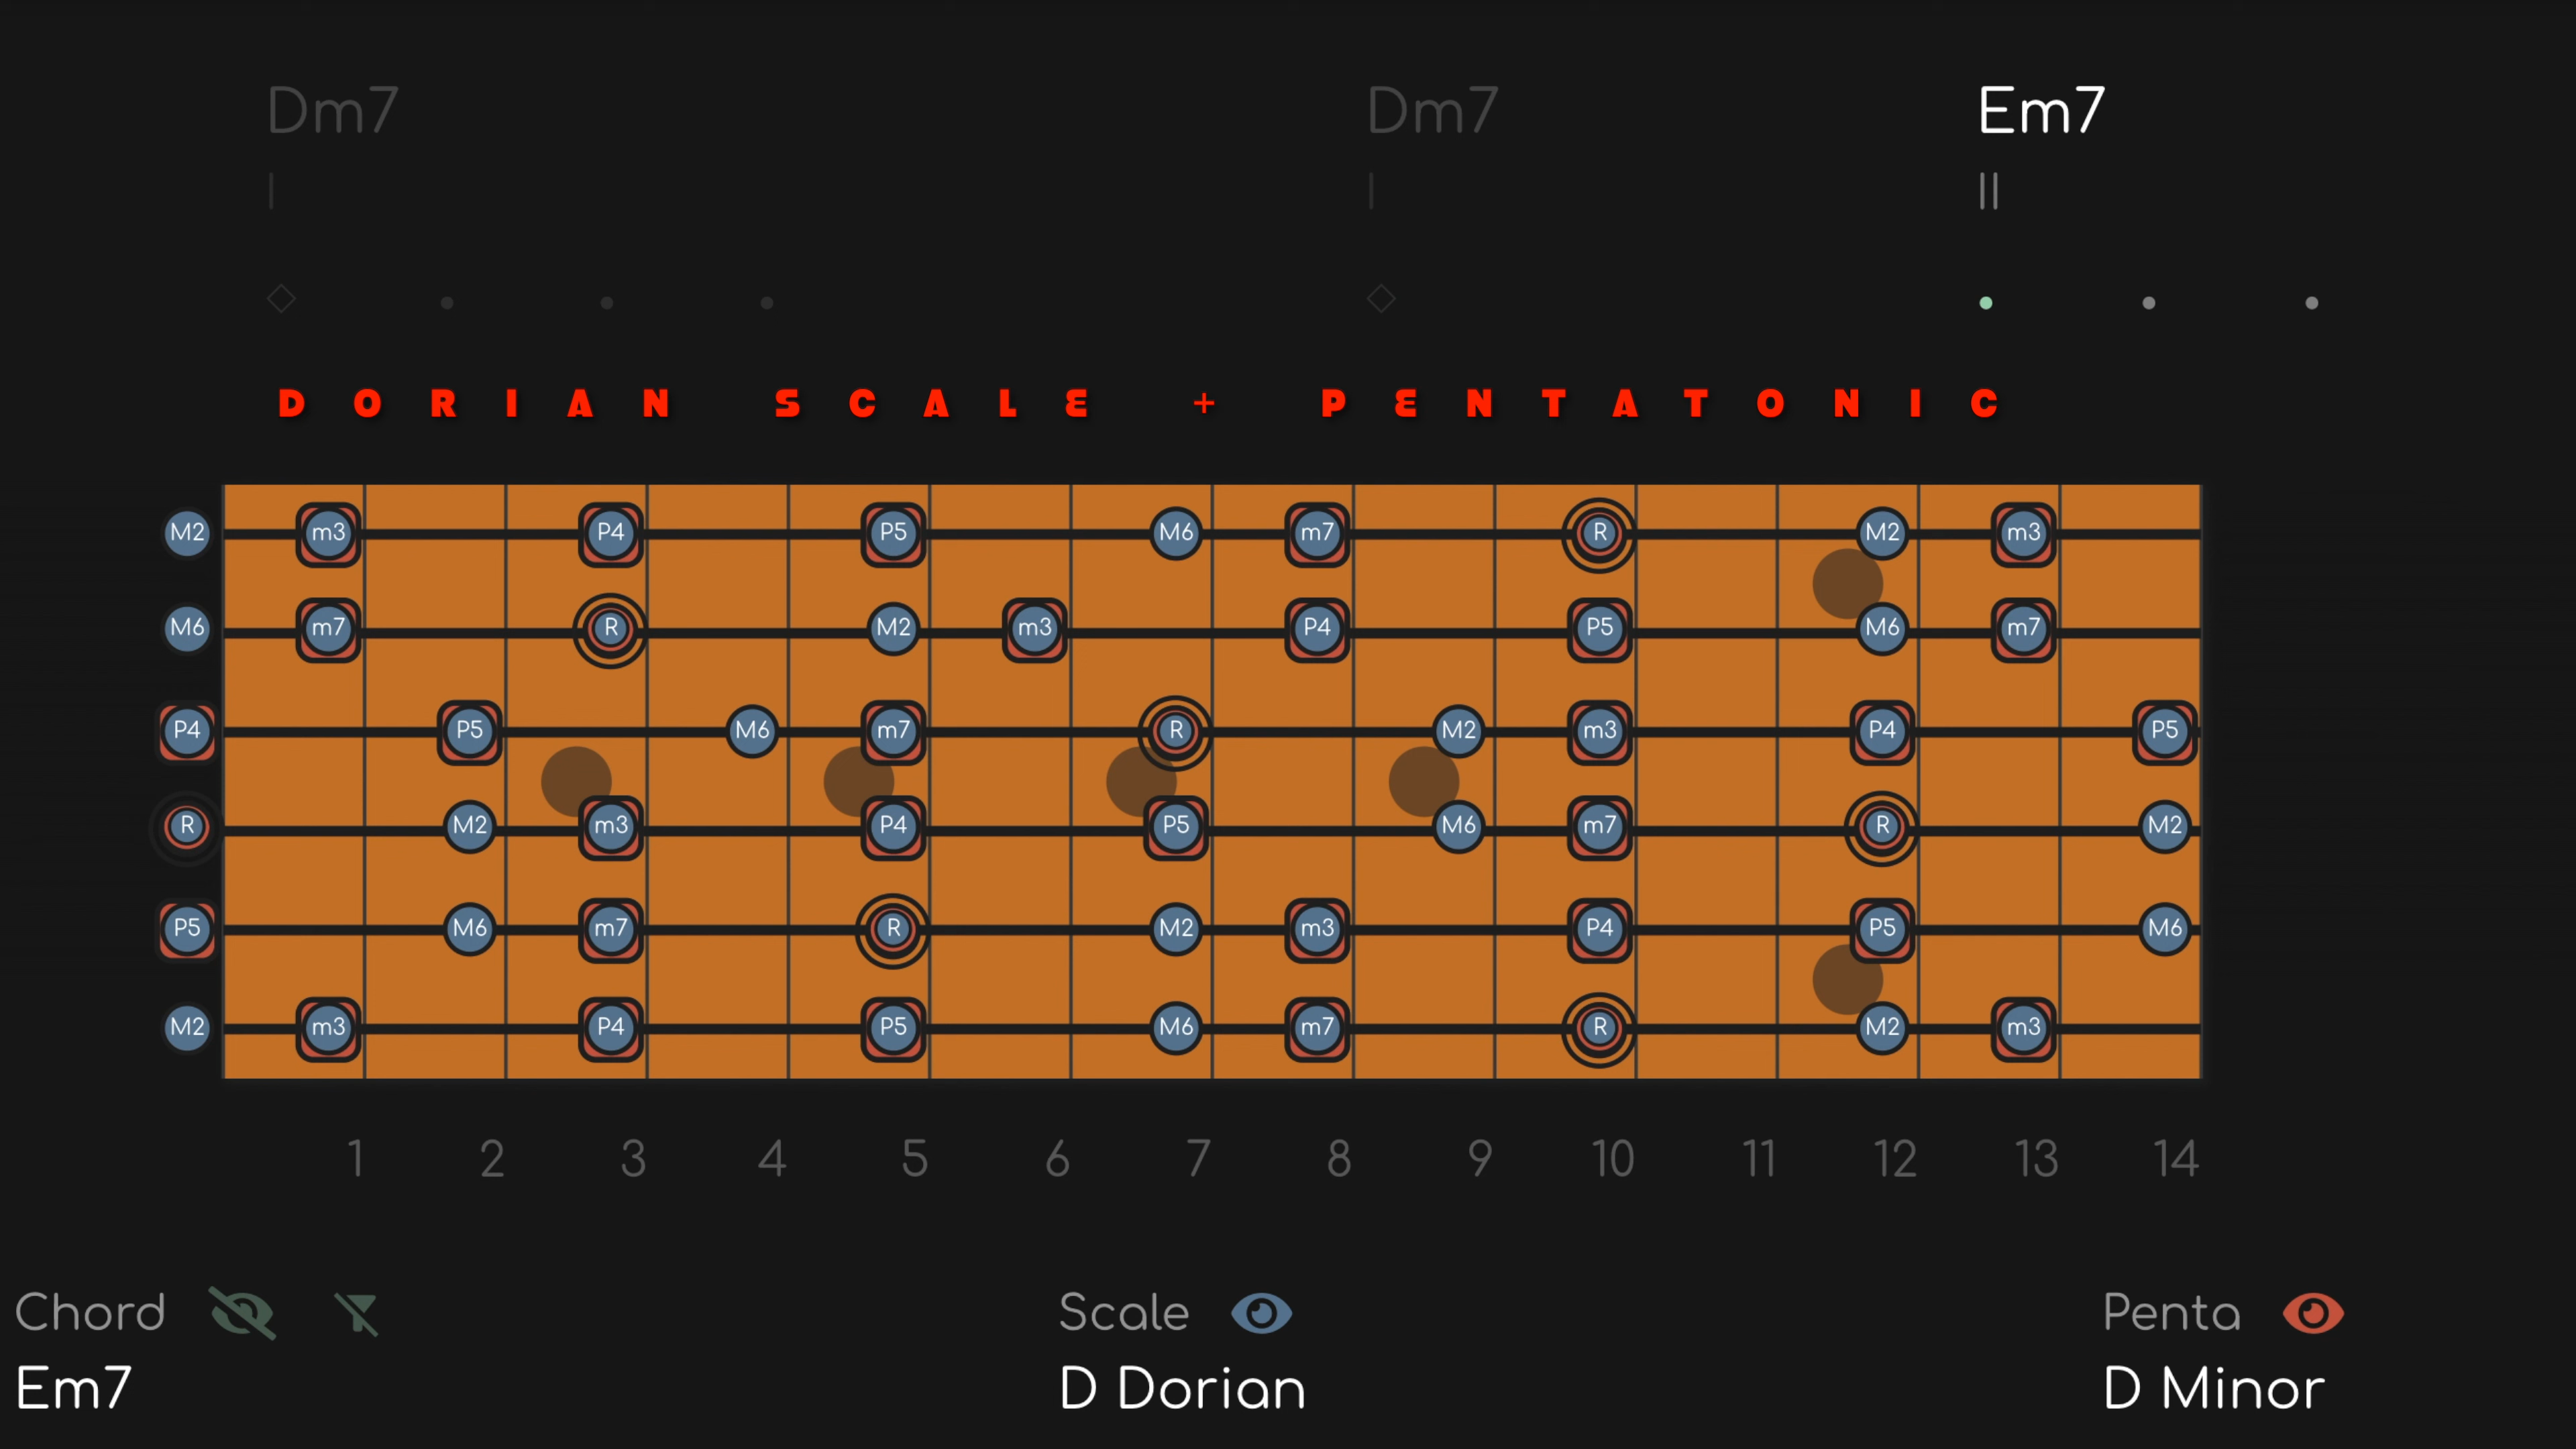 Dm7 Dm7 Em7
DORIAN SCALE + PENTATONIC
M2 m3 P4 P5 M6 m7 R M2 m3
M6 m7 R M2 m3 P4 P5 M6 m7
P4 P5 M6 m7 R M2 m3 P4 P5
R M2 m3 P4 P5 M6 m7 R M2
P5 M6 m7 R M2 m3 P4 P5 M6
M2 m3 P4 P5 M6 m7 R M2 m3
1 2 3 4 5 6 7 8 9 10 11 12 13 14
Chord Scale Penta
Em7 D Dorian D Minor